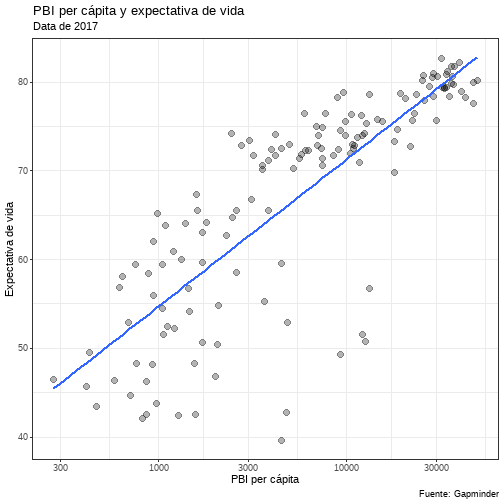 PBI per cápita y expectativa de vida
Data de 2017
Expectativa de vida
80
70
60
50
40
300
1000
3000
10000
30000
PBI per cápita
Fuente: Gapminder